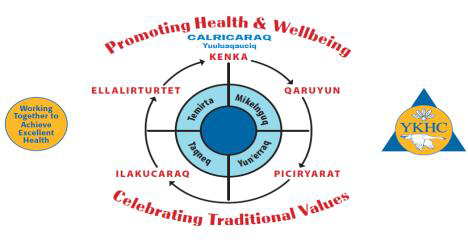 Promoting Health & Wellbeing
CALRICARAQ
Yuuluaqauciq
KENKA
ELLALIRTURTET
QARUYUN
Temirta
Mikelnguq
Working
Together to
Achieve
Excellent
Health
YKHC
Taqneq
Yun'erraq
ILAKUCARAQ
PICIRYARAT
Celebrating Traditional Values